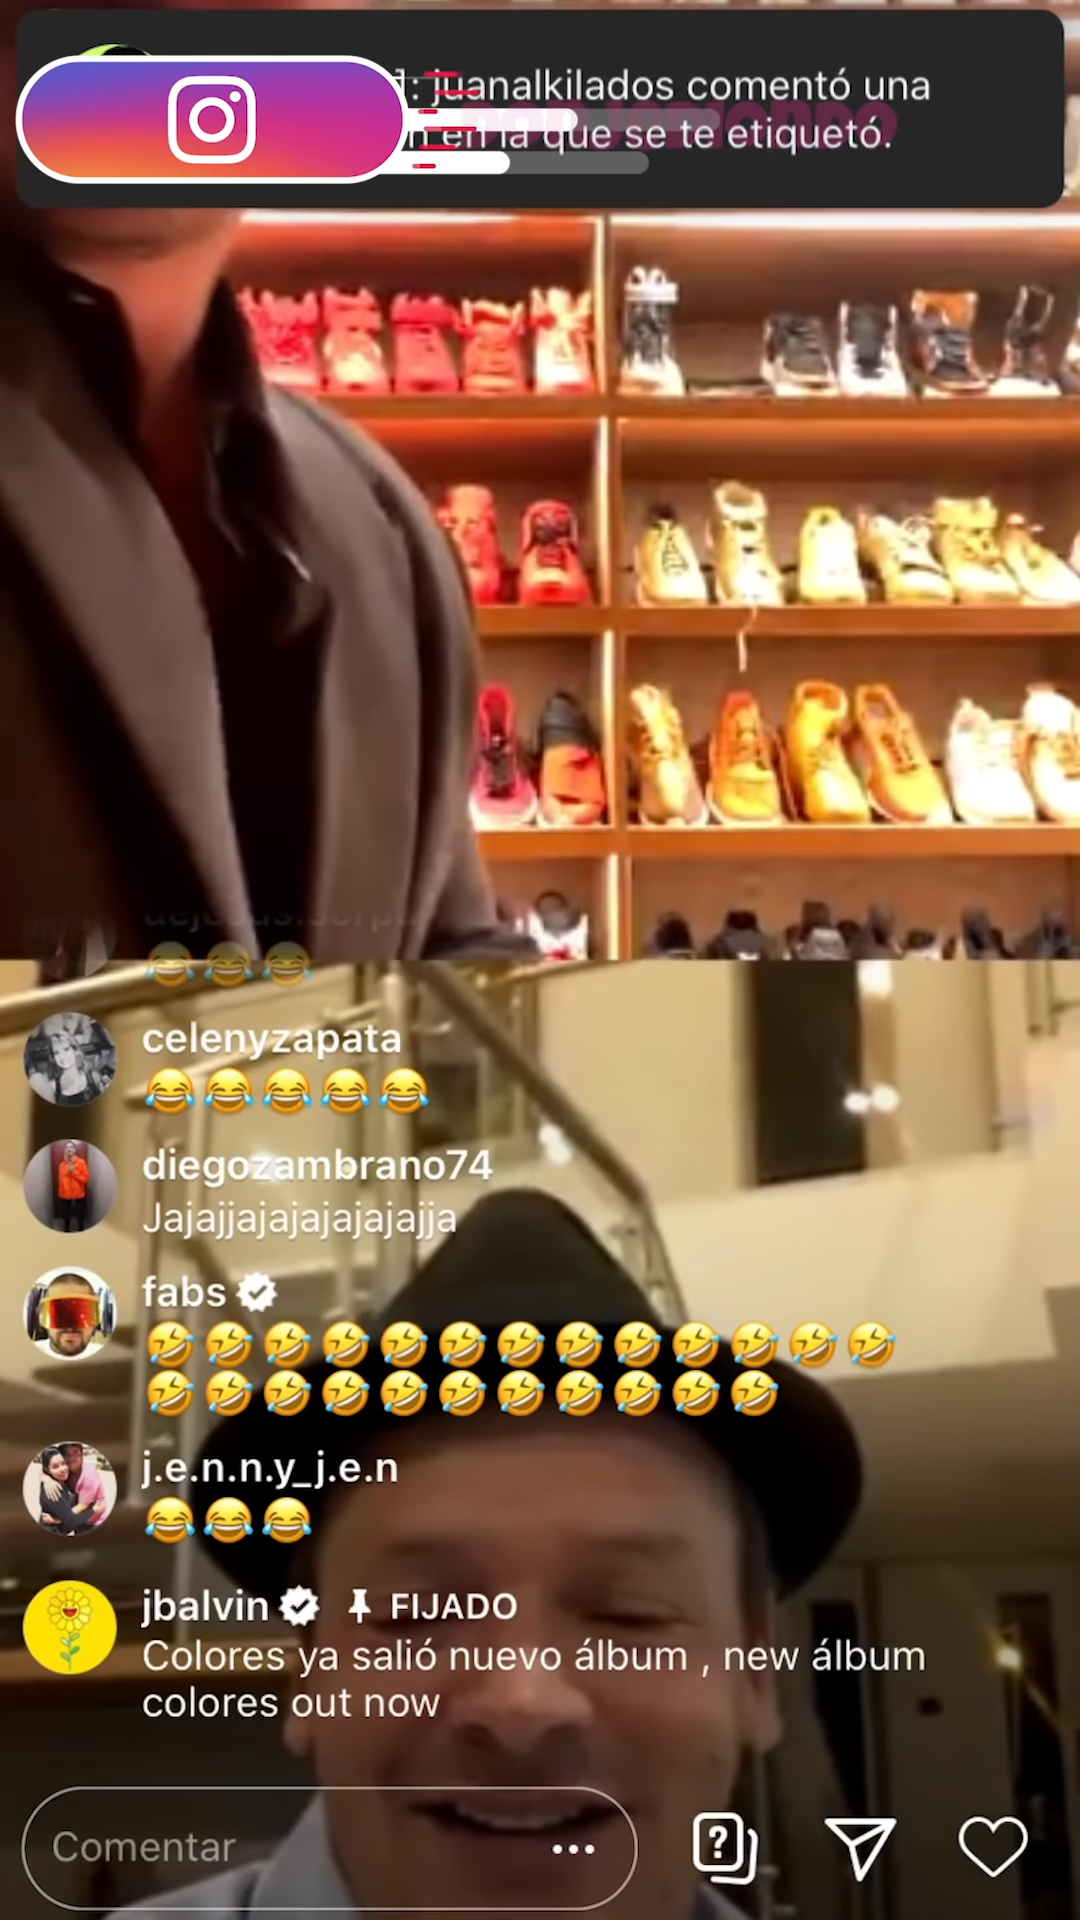 juanalkilados comentó una
en la que se te etiquetó.
celenyzapata
😂😂😂😂😂
diegozambrano74
Jajajjajajajajajajja
fabs
🤣🤣🤣🤣🤣🤣🤣🤣🤣🤣🤣🤣🤣
🤣🤣🤣🤣🤣🤣🤣🤣🤣🤣🤣
j.e.n.n.y_j.e.n
😂😂😂
jbalvin FIJADO
Colores ya salió nuevo álbum , new álbum
colores out now
Comentar